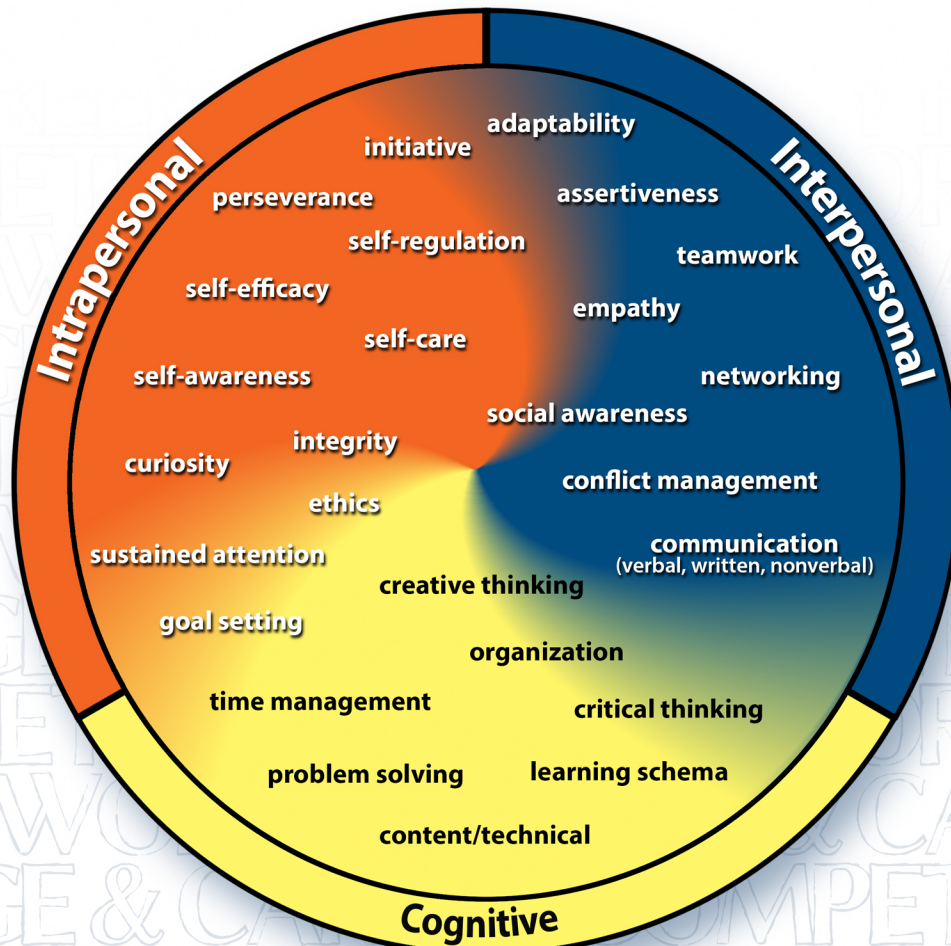 Intrapersonal
Interpersonal
Cognitive
adaptability
initiative
assertiveness
perseverance
self-regulation
teamwork
self-efficacy
empathy
self-care
self-awareness
networking
social awareness
integrity
curiosity
conflict management
ethics
communication
(verbal, written, nonverbal)
sustained attention
creative thinking
goal setting
organization
time management
critical thinking
problem solving
learning schema
content/technical